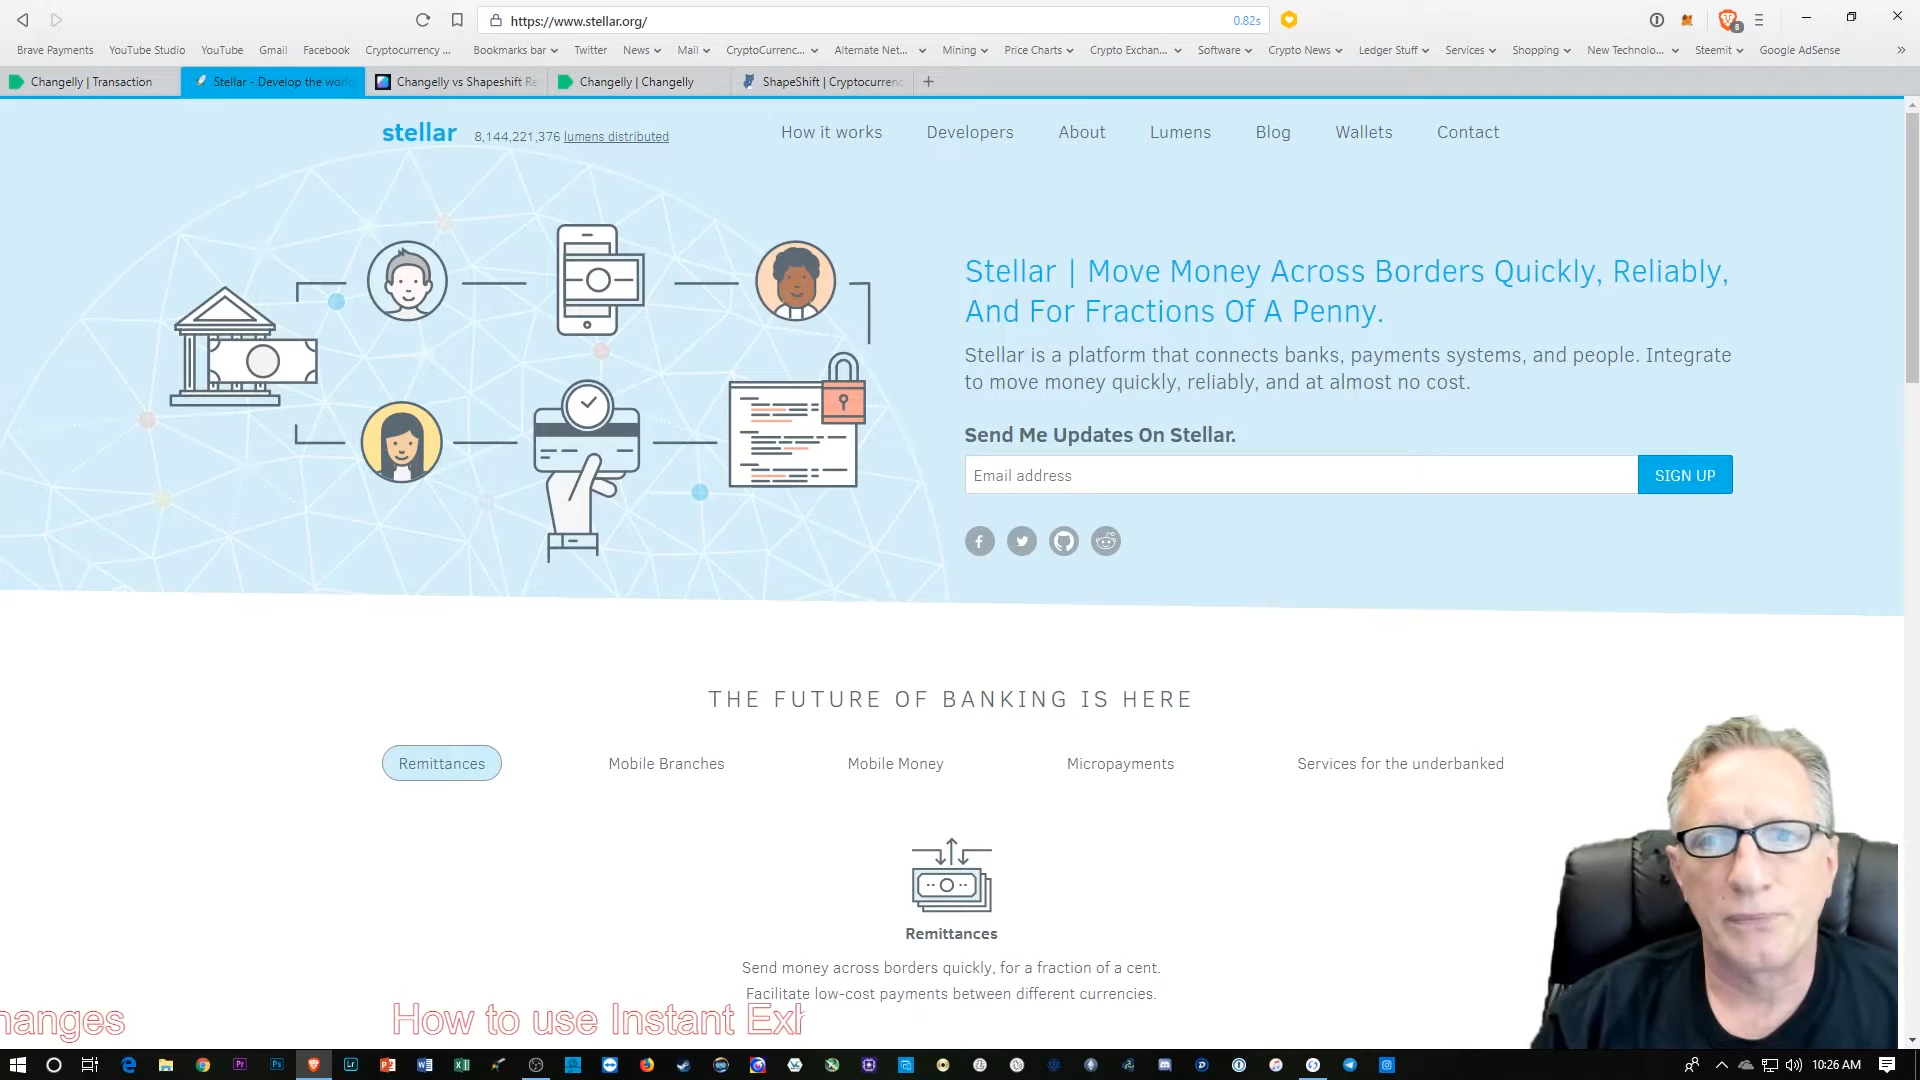 https://www.stellar.org/
0.82s
Brave Payments YouTube Studio YouTube Gmail Facebook Cryptocurrency ... Bookmarks bar Twitter News Mail CryptoCurrenc... Alternate Net... Mining Price Charts Crypto Exchan... Software Crypto News Ledger Stuff Services Shopping New Technolo... Steemit Google AdSense
Changelly | Transaction Stellar - Develop the worl Changelly vs Shapeshift Re Changelly | Changelly ShapeShift | Cryptocurrenc
stellar 8,144,221,376 lumens distributed How it works Developers About Lumens Blog Wallets Contact
Stellar | Move Money Across Borders Quickly, Reliably,
And For Fractions Of A Penny.
Stellar is a platform that connects banks, payments systems, and people. Integrate
to move money quickly, reliably, and at almost no cost.
Send Me Updates On Stellar.
Email address SIGN UP
THE FUTURE OF BANKING IS HERE
Remittances Mobile Branches Mobile Money Micropayments Services for the underbanked
Remittances
Send money across borders quickly, for a fraction of a cent.
Facilitate low-cost payments between different currencies.
hanges How to use Instant Exh
10:26 AM